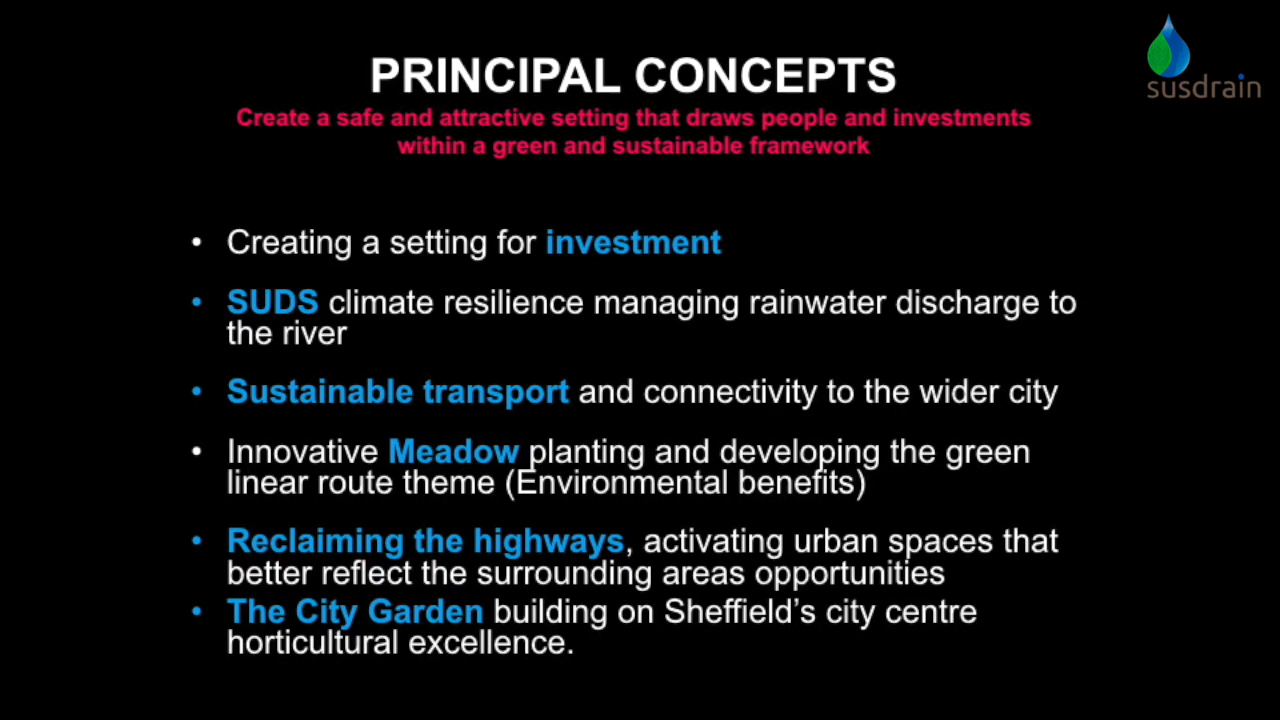 susdrain
PRINCIPAL CONCEPTS
Create a safe and attractive setting that draws people and investments
within a green and sustainable framework
• Creating a setting for investment
• SUDS climate resilience managing rainwater discharge to
the river
• Sustainable transport and connectivity to the wider city
• Innovative Meadow planting and developing the green
linear route theme (Environmental benefits)
• Reclaiming the highways, activating urban spaces that
better reflect the surrounding areas opportunities
• The City Garden building on Sheffield’s city centre
horticultural excellence.